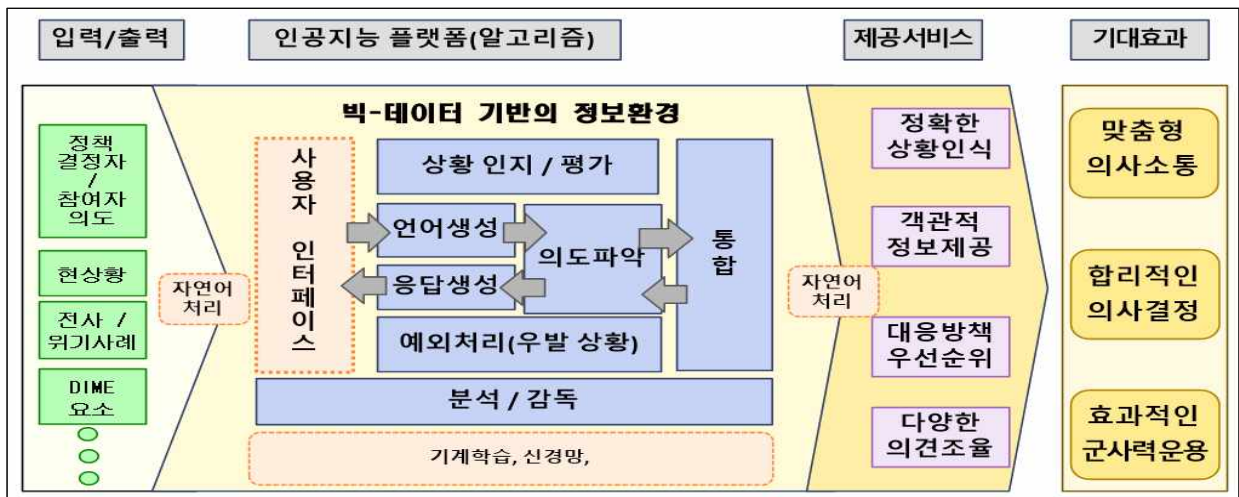 입력/출력
인공지능 플랫폼(알고리즘)
제공서비스
기대효과
정책
결정자
/
참여자
의도
현상황
전사 /
위기사례
DIME
요소
자연어
처리
빅-데이터 기반의 정보환경
사용자 인터페이스
상황 인지 / 평가
언어생성
응답생성
의도파악
통합
예외처리(우발 상황)
분석 / 감독
기계학습, 신경망,
자연어
처리
정확한
상황인식
객관적
정보제공
대응방책
우선순위
다양한
의견조율
맞춤형
의사소통
합리적인
의사결정
효과적인
군사력운용